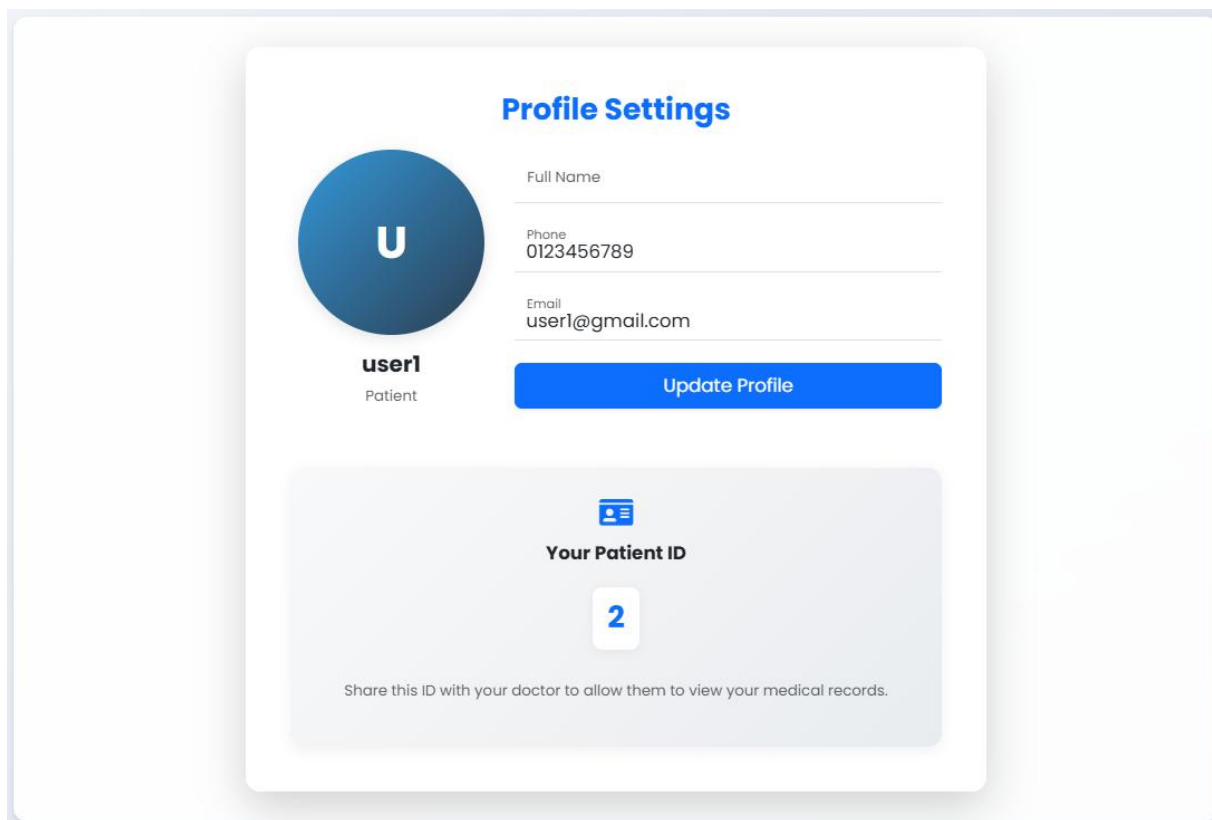 Profile Settings
U
user1
Patient
Full Name
Phone
0123456789
Email
user1@gmail.com
Update Profile
Your Patient ID
2
Share this ID with your doctor to allow them to view your medical records.